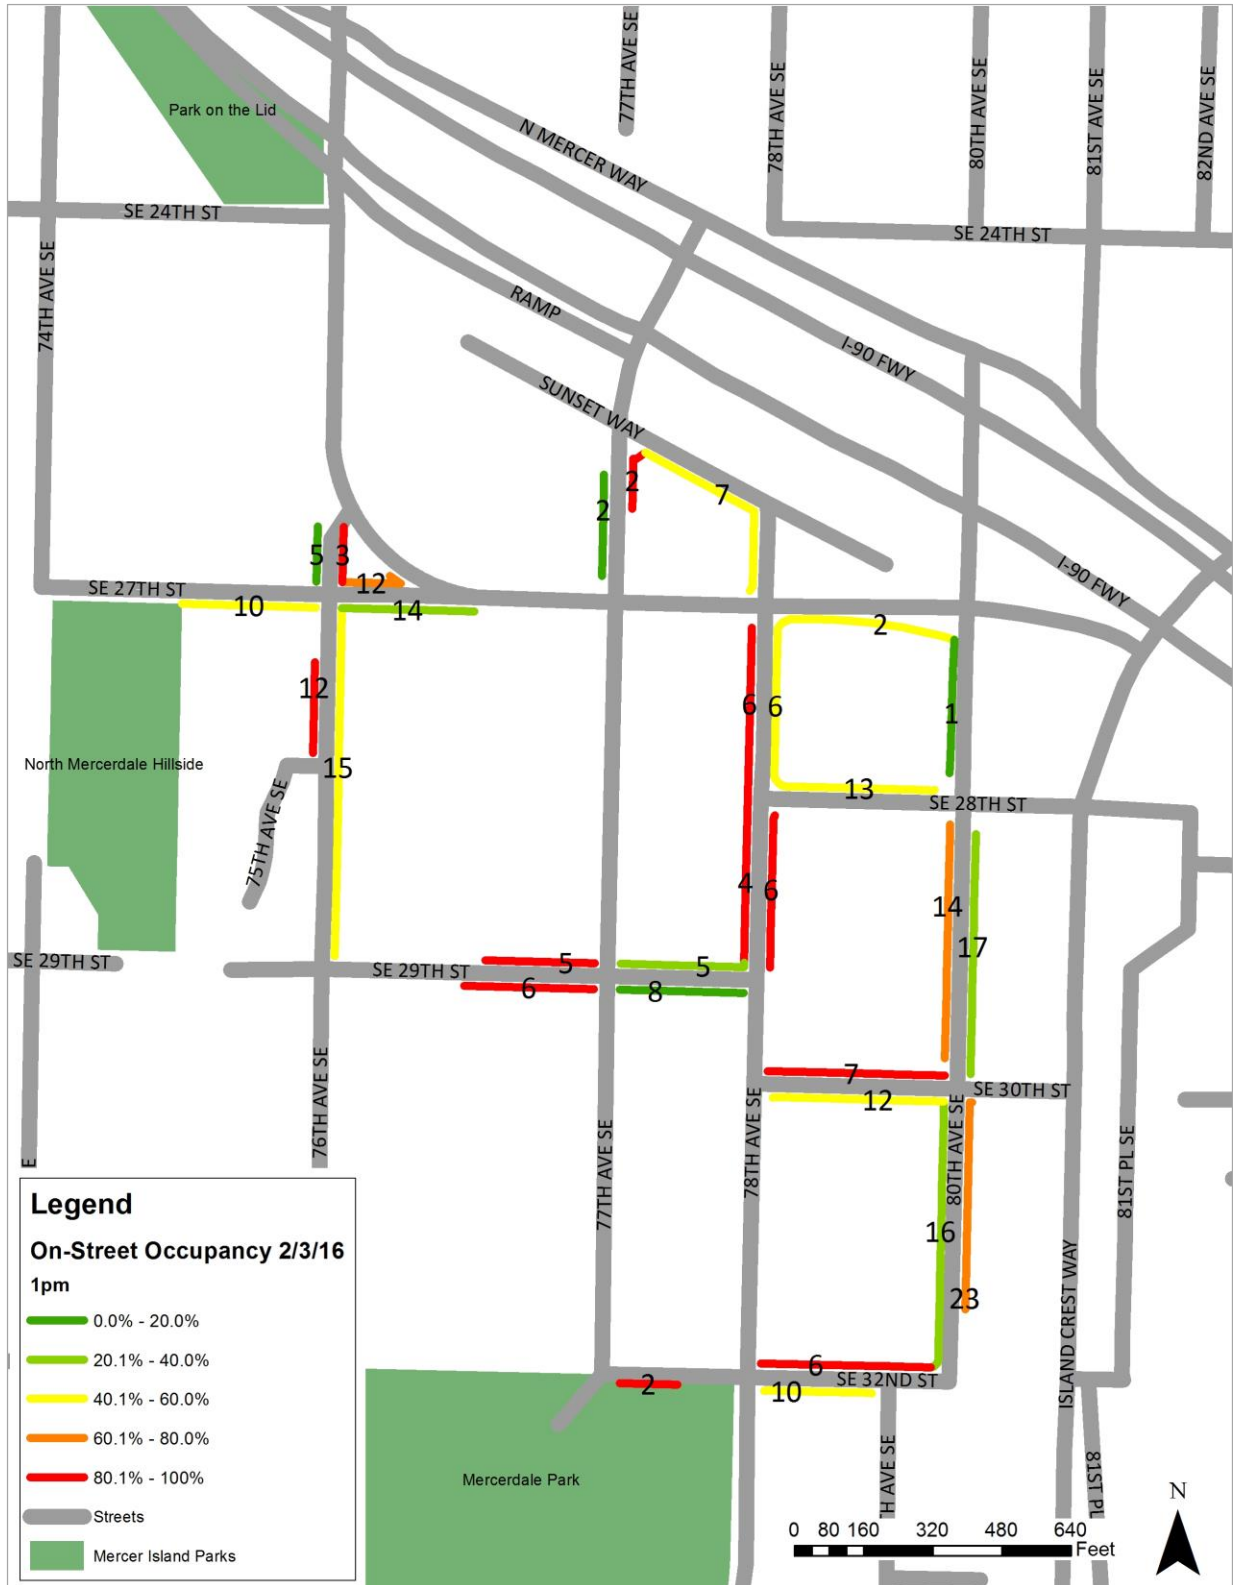 77TH AVE SE
78TH AVE SE
80TH AVE SE
81ST AVE SE
82ND AVE SE
Park on the Lid
N MERCER WAY
SE 24TH ST
SE 24TH ST
74TH AVE SE
RAMP
I-90 FWY
SUNSET WAY
2
2
7
5
3
12
I-90 FWY
SE 27TH ST
10
14
2
12
6
6
1
North Mercerdale Hillside
15
13
SE 28TH ST
75TH AVE SE
4
6
14
17
SE 29TH ST
SE 29TH ST
5
5
6
8
7
SE 30TH ST
12
76TH AVE SE
77TH AVE SE
78TH AVE SE
80TH AVE SE
81ST PL SE
E
16
23
ISLAND CREST WAY
6
SE 32ND ST
2
10
Mercerdale Park
H AVE SE
81ST PL
Legend
On-Street Occupancy 2/3/16
1pm
0.0% - 20.0%
20.1% - 40.0%
40.1% - 60.0%
60.1% - 80.0%
80.1% - 100%
Streets
Mercer Island Parks
N
0 80 160 320 480 640
Feet